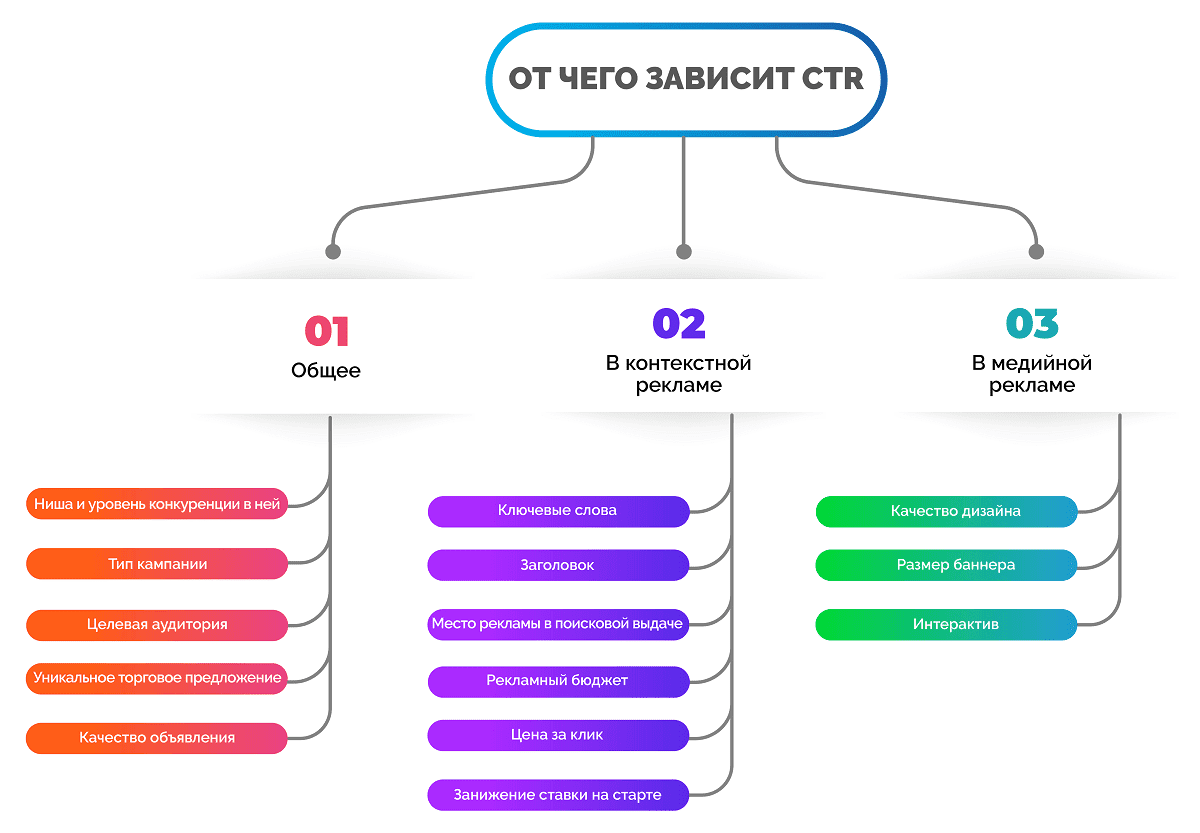 ОТ ЧЕГО ЗАВИСИТ CTR
01
Общее
Ниша и уровень конкуренции в ней
Тип кампании
Целевая аудитория
Уникальное торговое предложение
Качество объявления
02
В контекстной
рекламе
Ключевые слова
Заголовок
Место рекламы в поисковой выдаче
Рекламный бюджет
Цена за клик
Занижение ставки на старте
03
В медийной
рекламе
Качество дизайна
Размер баннера
Интерактив